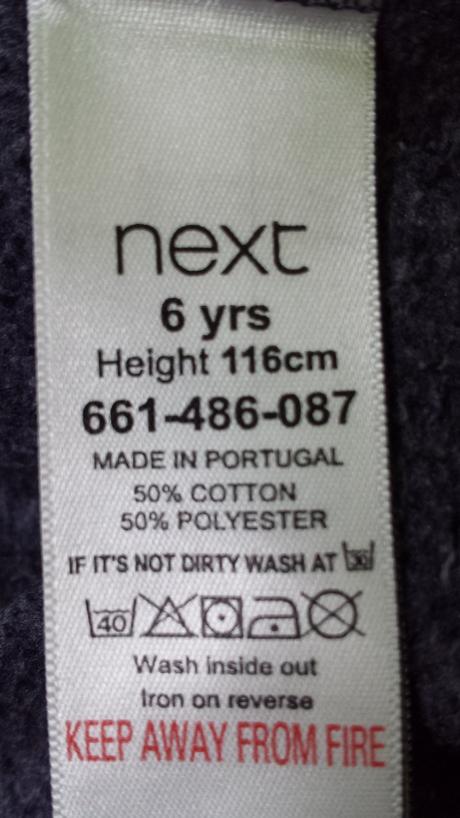 next
6 yrs
Height 116cm
661-486-087
MADE IN PORTUGAL
50% COTTON
50% POLYESTER
IF IT'S NOT DIRTY WASH AT 30
40
Wash inside out
Iron on reverse
KEEP AWAY FROM FIRE